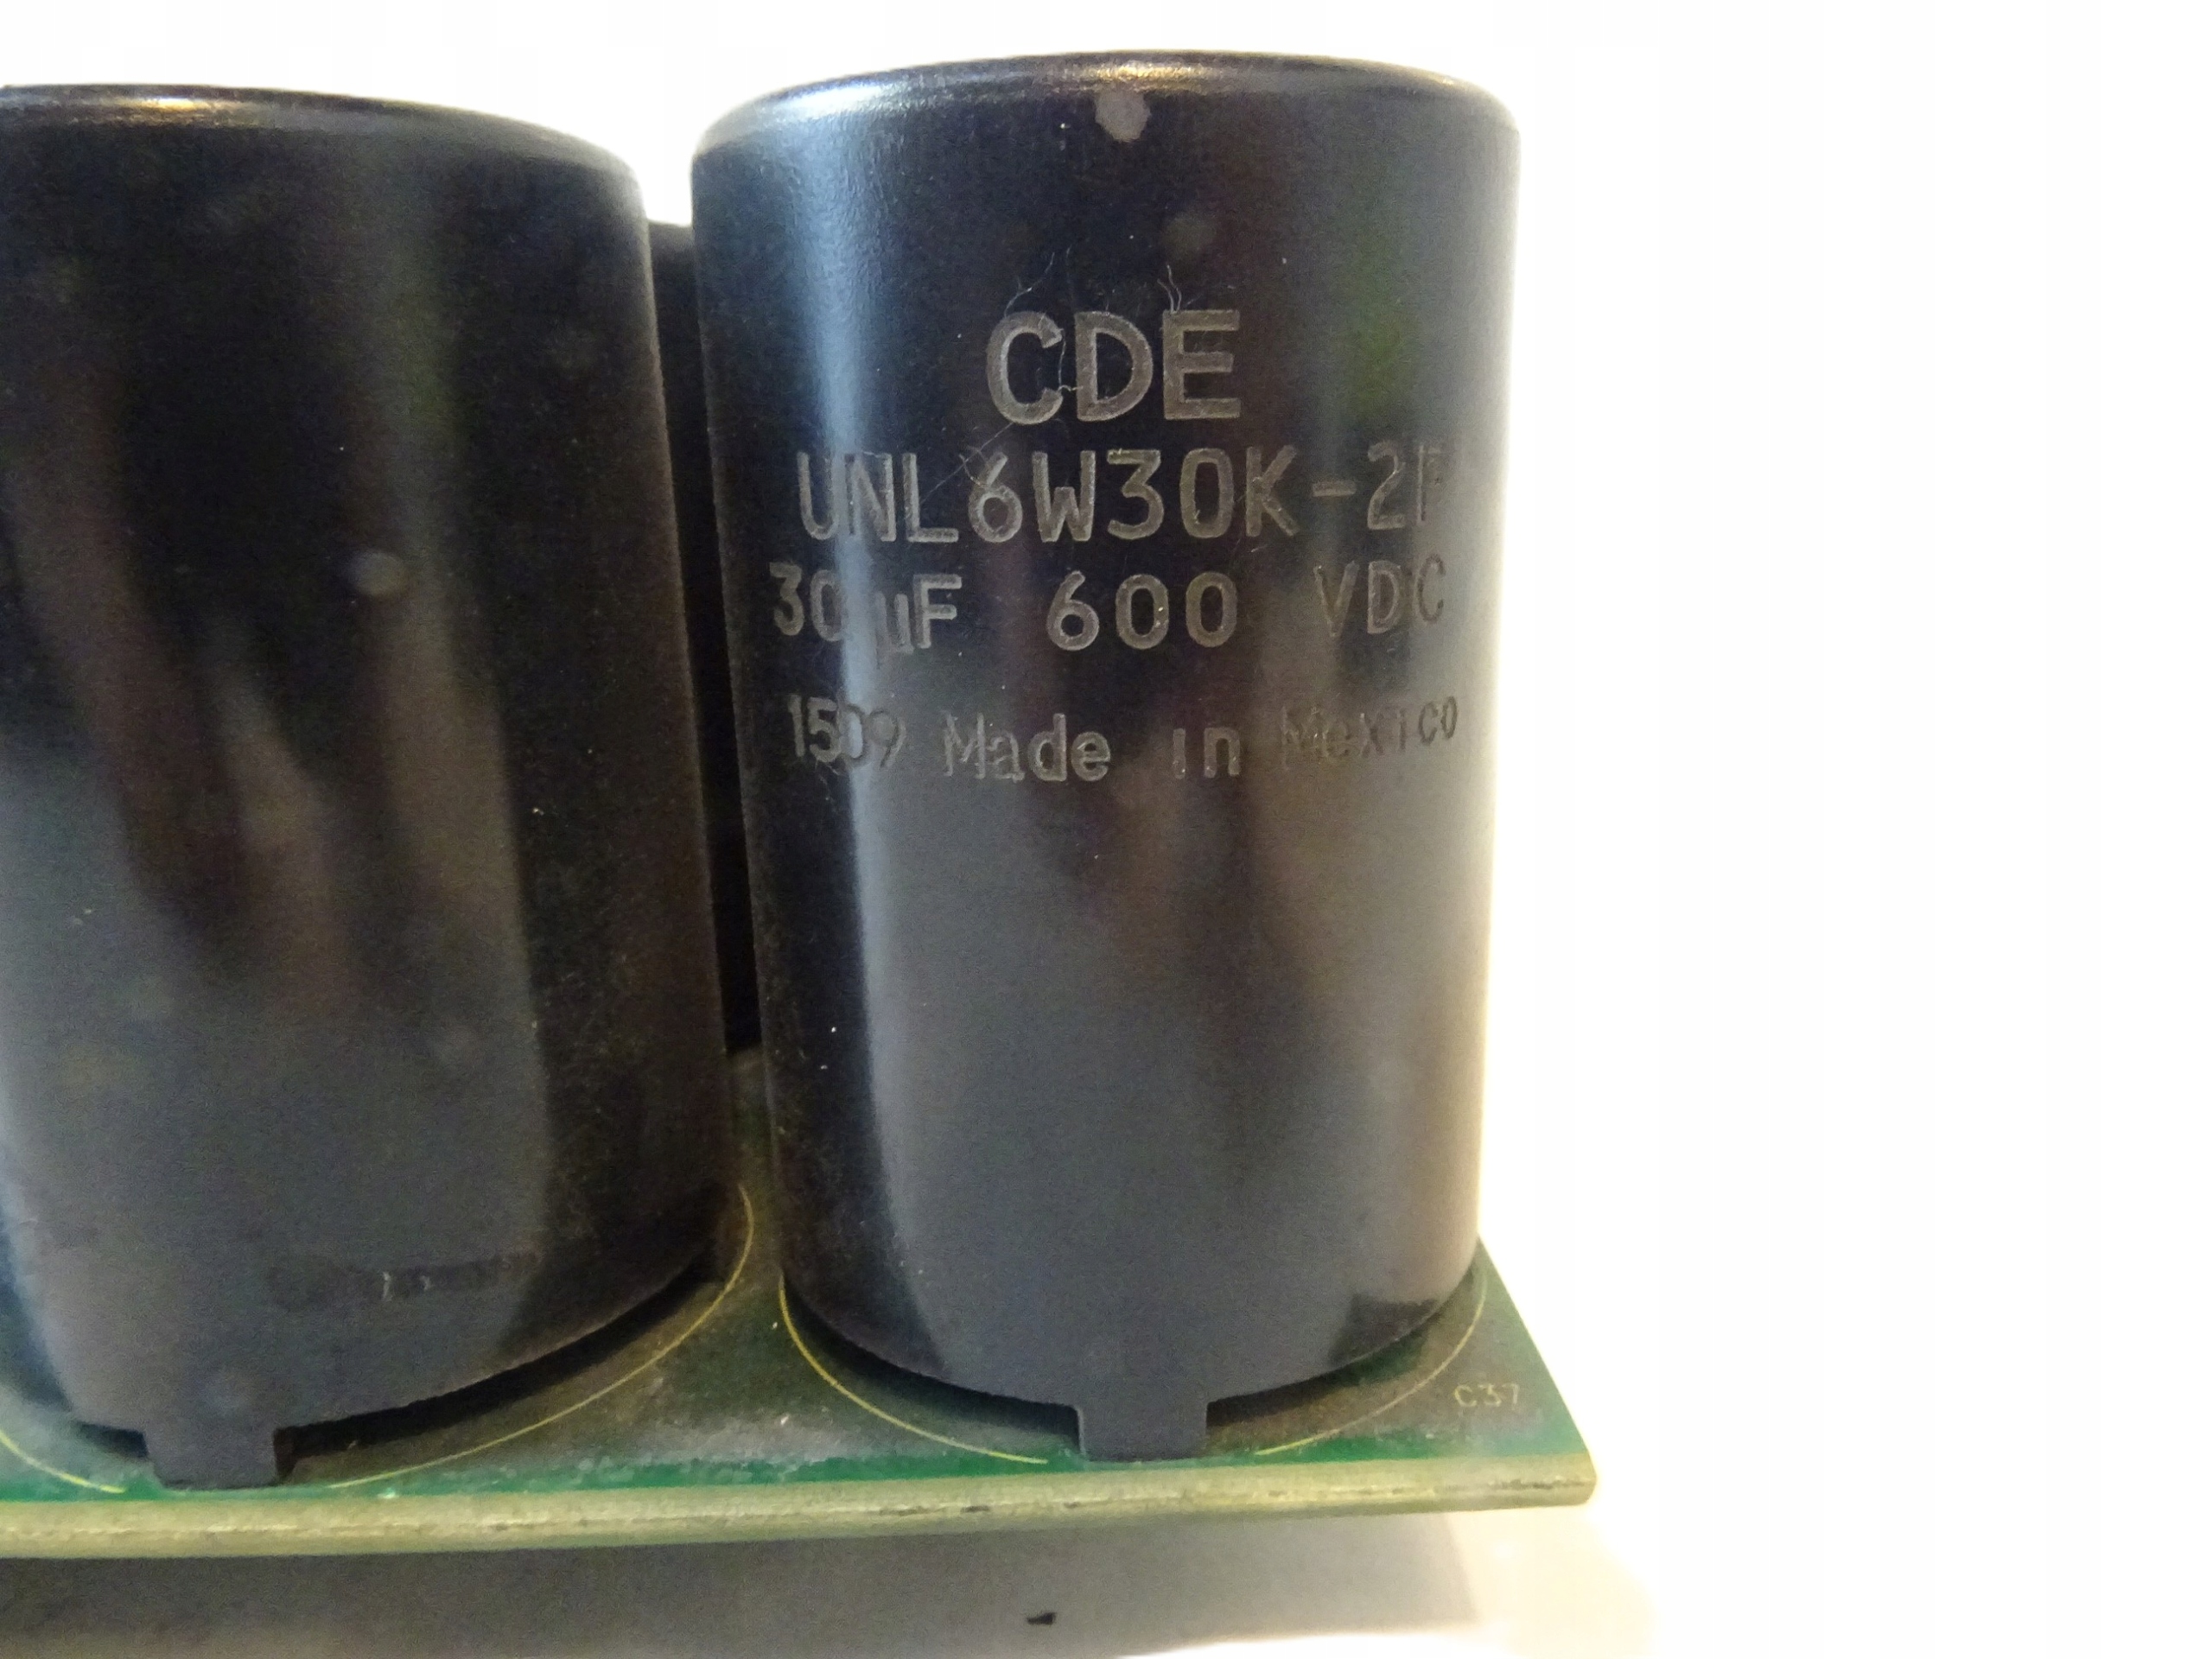 CDE
UNL6W30K-2F
30µF 600 VDC
1509 Made in Mexico
C37